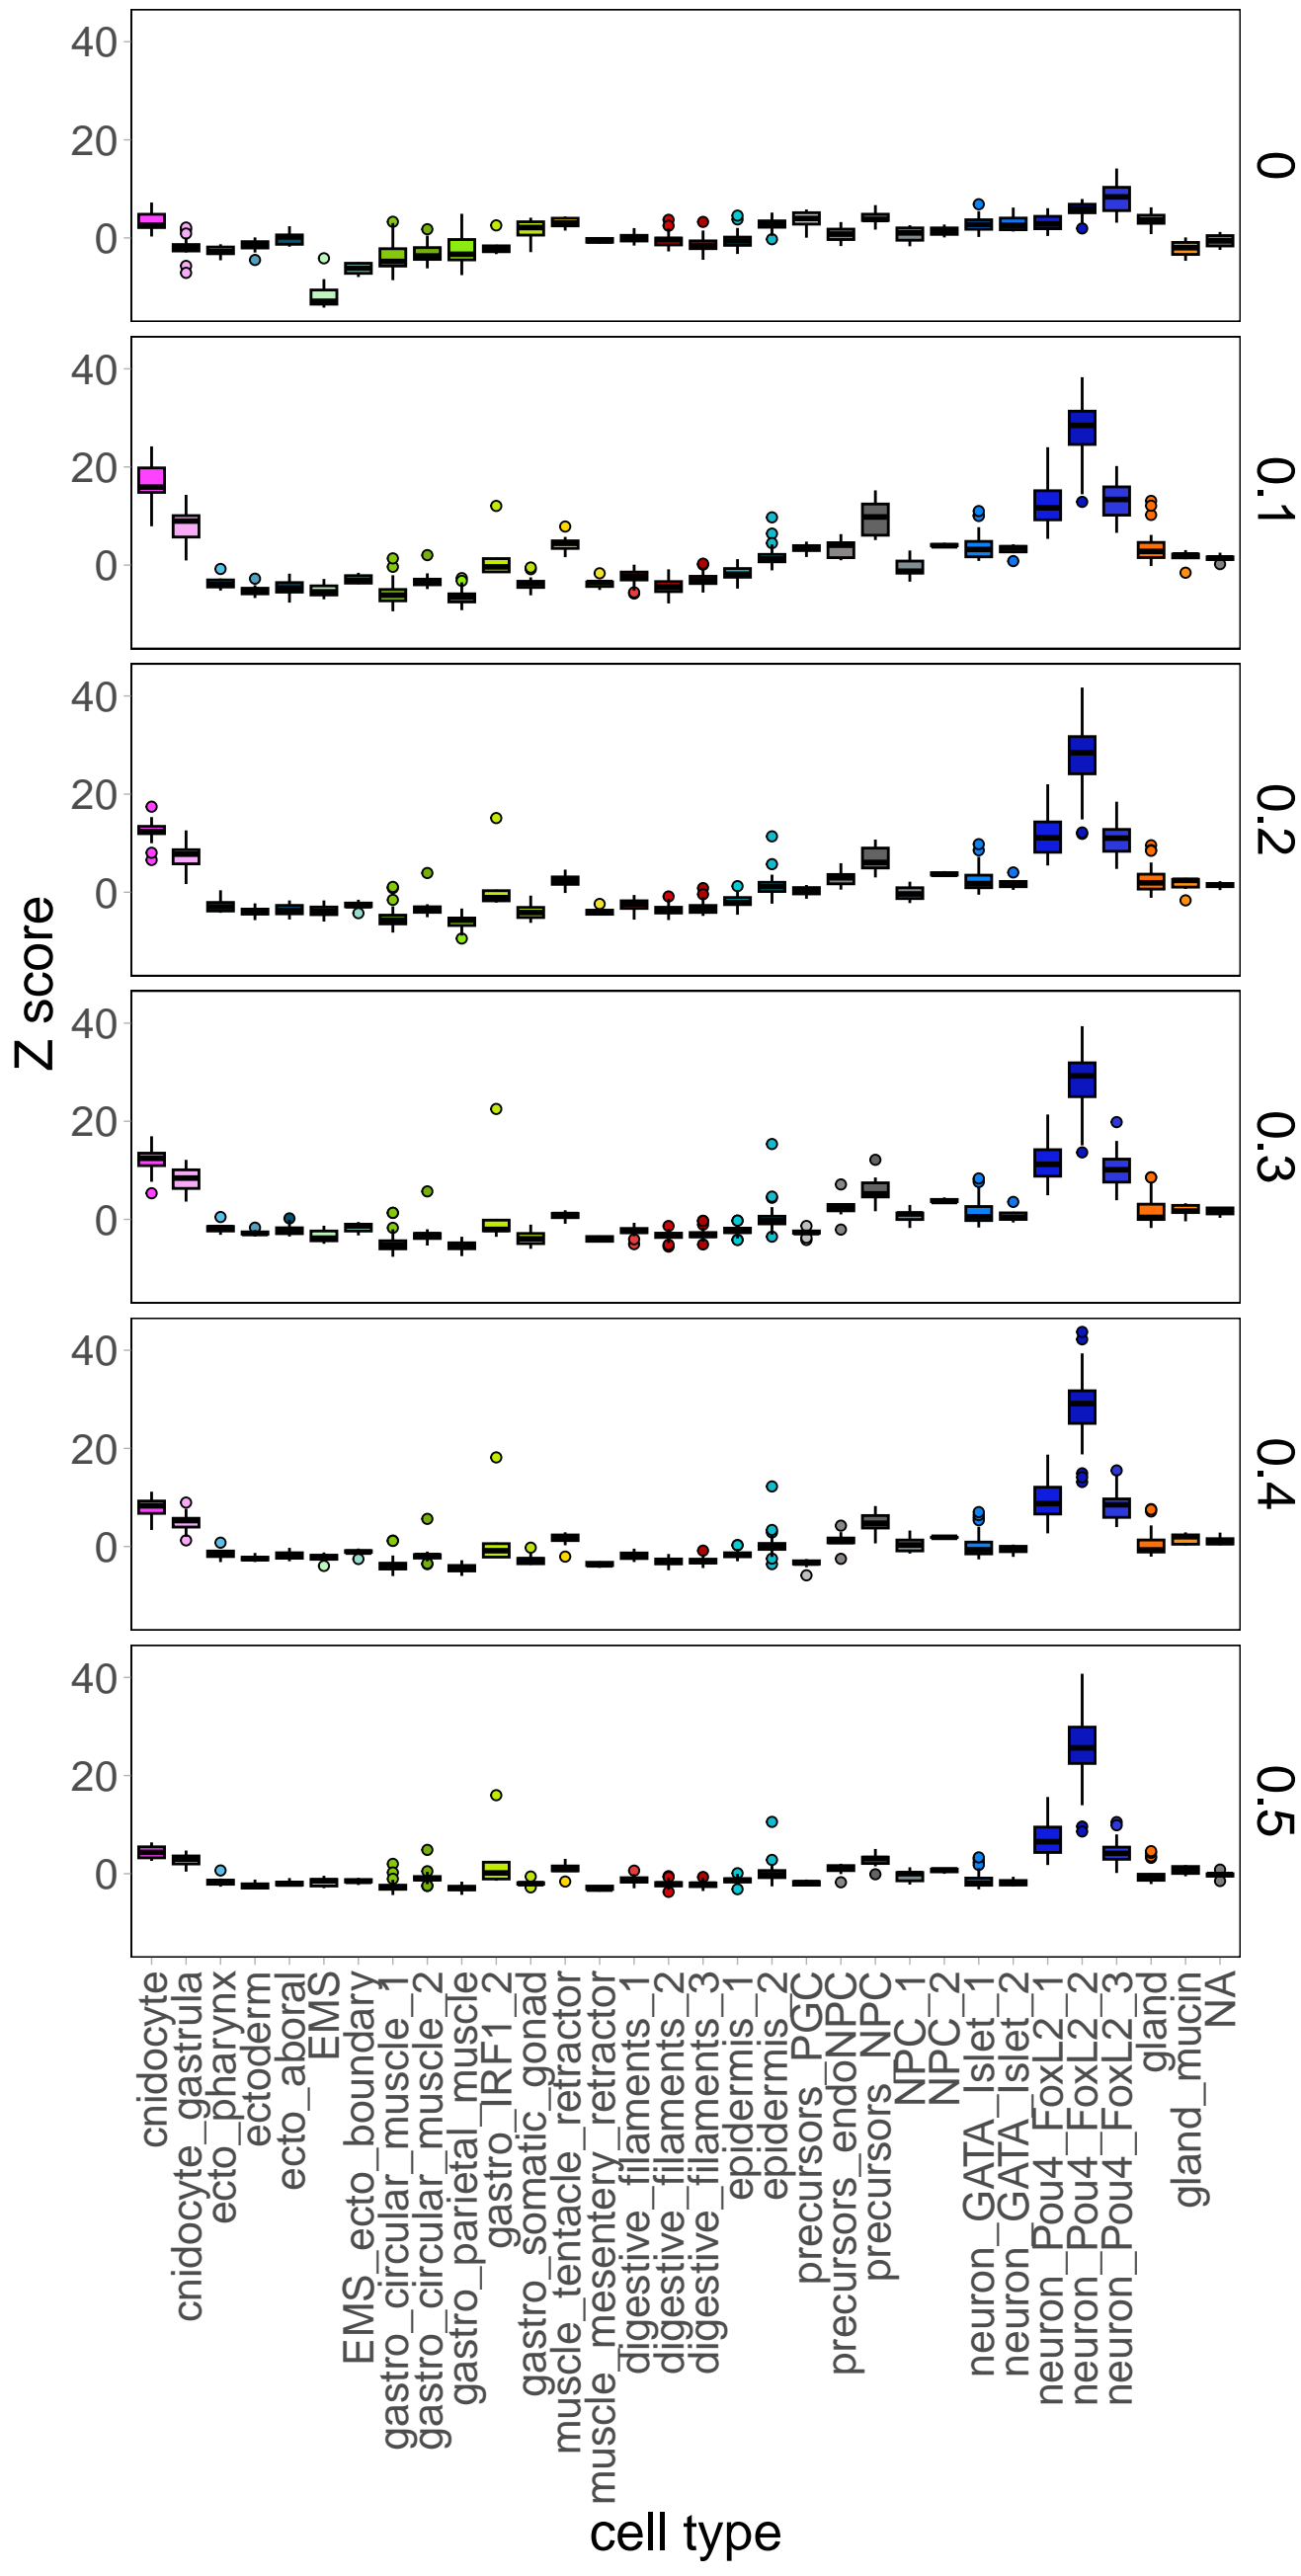 Z score
40
20
0
0
40
20
0
0.1
40
20
0
0.2
40
20
0
0.3
40
20
0
0.4
40
20
0
0.5
cnidocyte
cnidocyte_gastrula
ecto_pharynx
ectoderm
ecto_aboral
EMS
EMS_ecto_boundary
gastro_circular_muscle_1
gastro_circular_muscle_2
gastro_parietal_muscle
gastro_IRF1_2
gastro_somatic_gonad
muscle_tentacle_retractor
muscle_mesentery_retractor
digestive_filaments_1
digestive_filaments_2
digestive_filaments_3
epidermis_1
epidermis_2
precursors_PGC
precursors_endoNPC
precursors_NPC
NPC_1
NPC_2
neuron_GATA_Islet_1
neuron_GATA_Islet_2
neuron_Pou4_FoxL2_1
neuron_Pou4_FoxL2_2
neuron_Pou4_FoxL2_3
gland
gland_mucin
NA
cell type